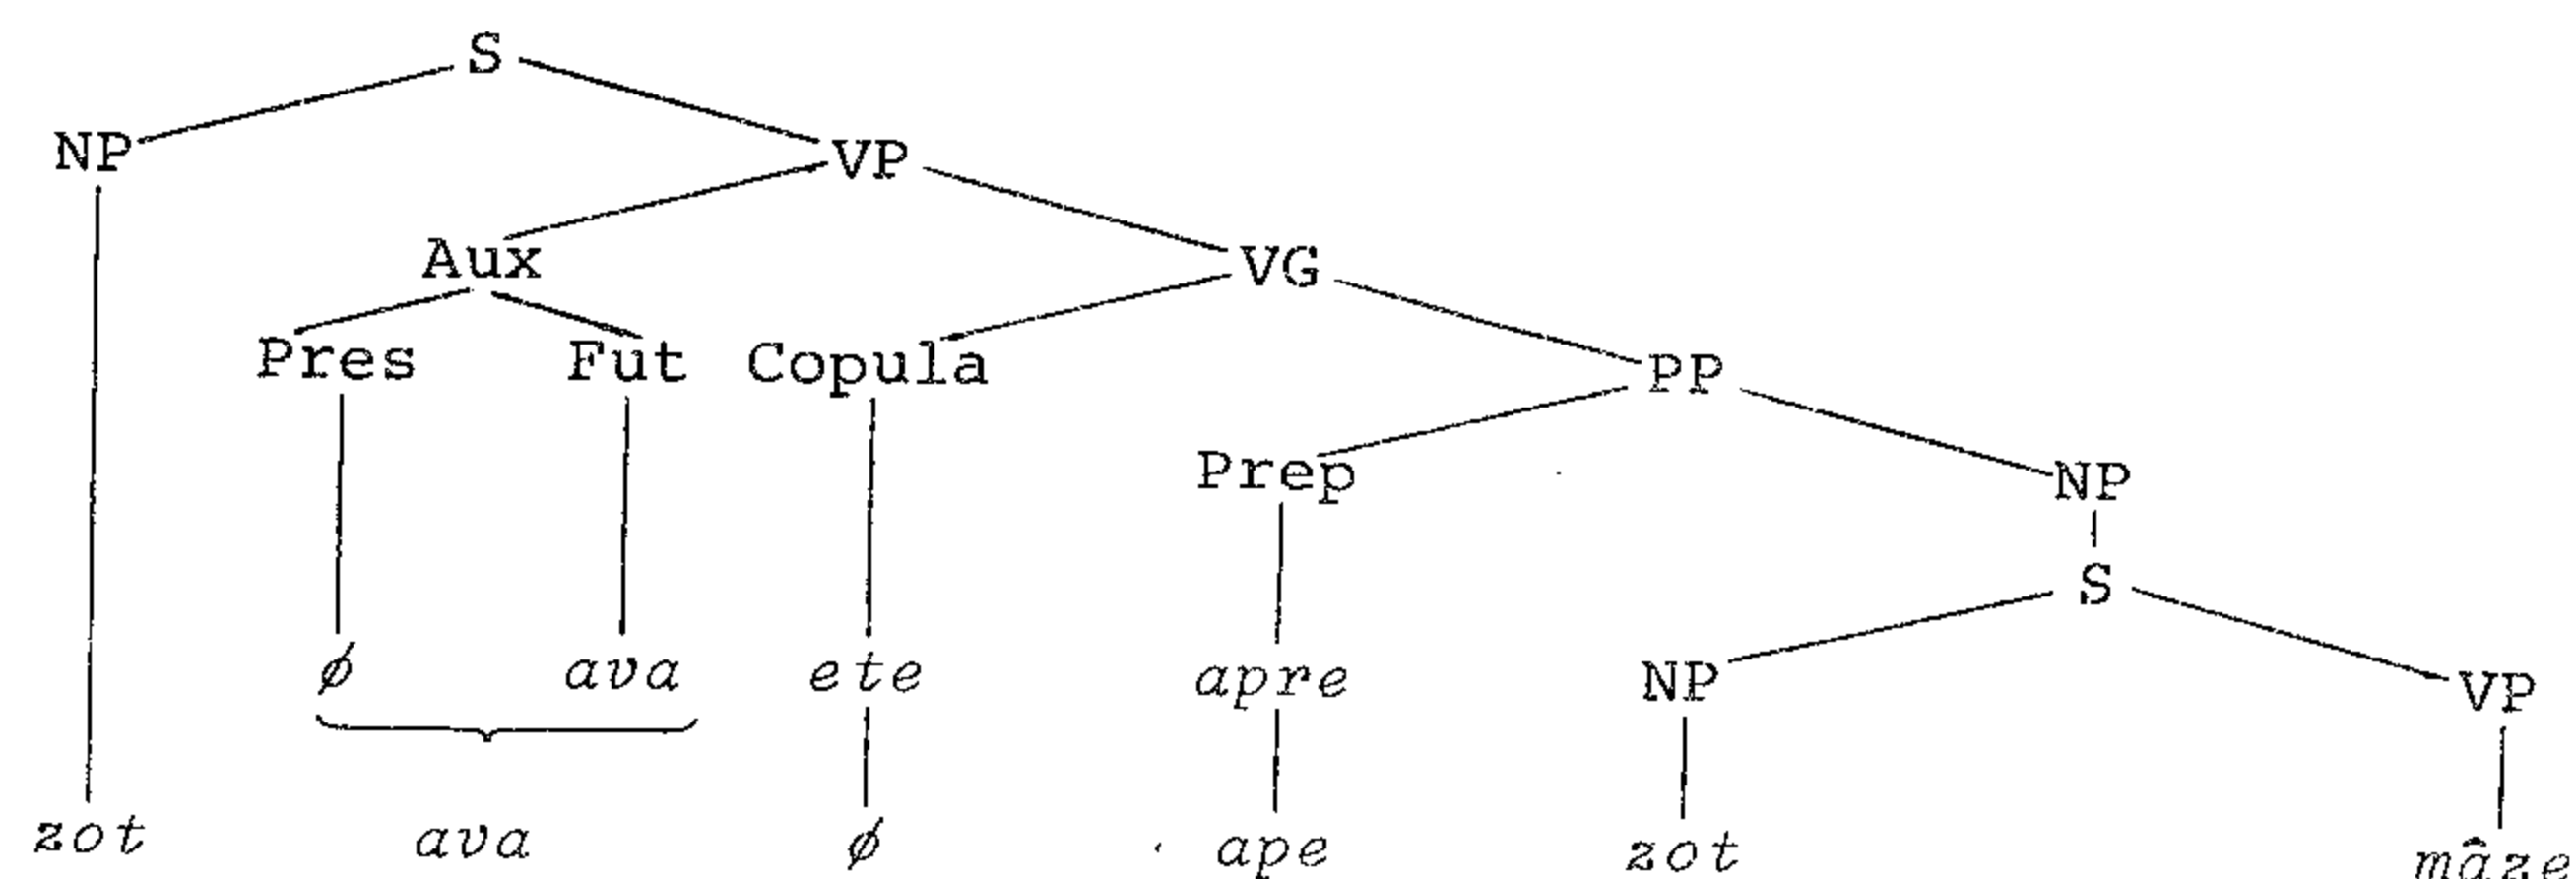 S
NP VP
Aux VG
Pres Fut Copula PP
Prep NP
S
ø ava ete apre NP VP
zot ava ø ape zot mâze